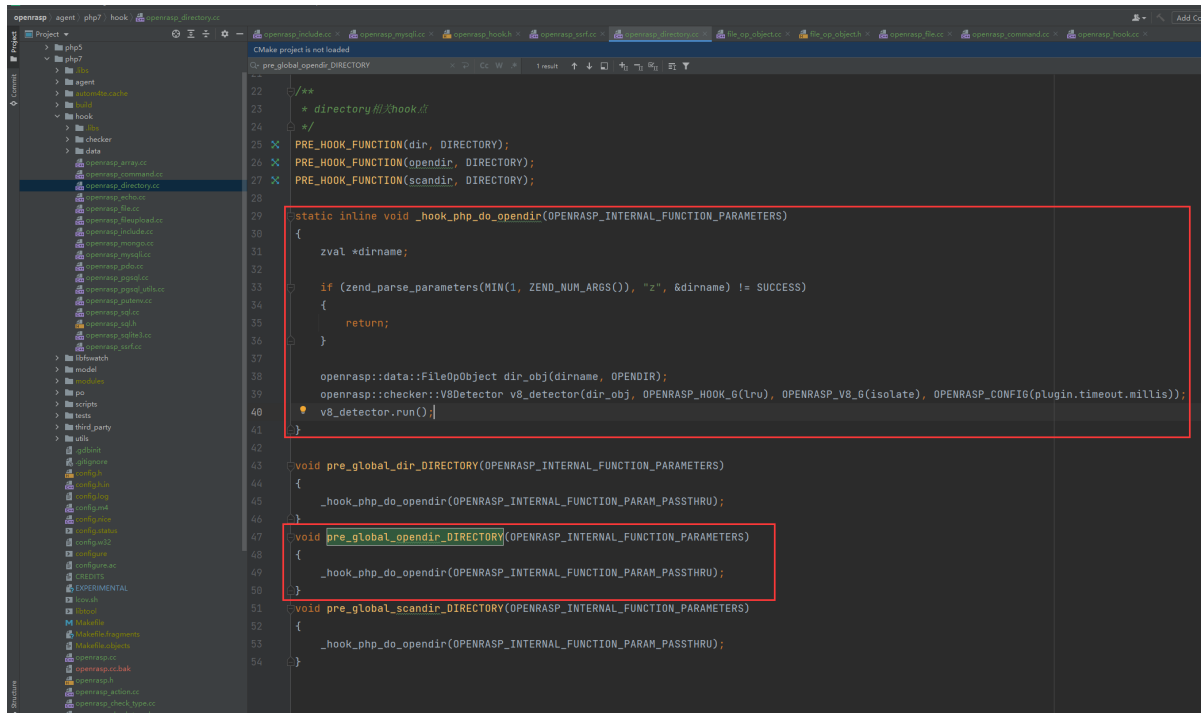 openrasp agent php7 hook openrasp_directory.cc
Add Co
Project
openrasp_include.cc
openrasp_mysqli.cc
openrasp_hook.h
openrasp_ssrf.cc
openrasp_directory.cc
file_op_object.cc
file_op_object.h
openrasp_file.cc
openrasp_command.cc
openrasp_hook.cc
CMake project is not loaded
pre_global_opendir_DIRECTORY
Cc W .*
1 result
Project
Commit
Structure
php5
php7
.libs
agent
autom4te.cache
build
hook
.libs
checker
data
openrasp_array.cc
openrasp_command.cc
openrasp_directory.cc
openrasp_echo.cc
openrasp_file.cc
openrasp_fileupload.cc
openrasp_include.cc
openrasp_mongo.cc
openrasp_mysqli.cc
openrasp_pdo.cc
openrasp_pgsql.cc
openrasp_pgsql_utils.cc
openrasp_putenv.cc
openrasp_sql.cc
openrasp_sql.h
openrasp_sqlite3.cc
openrasp_ssrf.cc
libfswatch
model
modules
po
scripts
tests
third_party
utils
.gdbinit
.gitignore
config.h
config.h.in
config.log
config.m4
config.nice
config.status
config.w32
configure
configure.ac
CREDITS
EXPERIMENTAL
lcov.sh
libtool
Makefile
Makefile.fragments
Makefile.objects
openrasp.cc
openrasp.cc.bak
openrasp.h
openrasp_action.cc
openrasp_check_type.cc
22 /**
23 * directory相关hook点
24 */
25 PRE_HOOK_FUNCTION(dir, DIRECTORY);
26 PRE_HOOK_FUNCTION(opendir, DIRECTORY);
27 PRE_HOOK_FUNCTION(scandir, DIRECTORY);
28
29 static inline void _hook_php_do_opendir(OPENRASP_INTERNAL_FUNCTION_PARAMETERS)
30 {
31 zval *dirname;
32
33 if (zend_parse_parameters(MIN(1, ZEND_NUM_ARGS()), "z", &dirname) != SUCCESS)
34 {
35 return;
36 }
37
38 openrasp::data::FileOpObject dir_obj(dirname, OPENDIR);
39 openrasp::checker::V8Detector v8_detector(dir_obj, OPENRASP_HOOK_G(lru), OPENRASP_V8_G(isolate), OPENRASP_CONFIG(plugin.timeout.millis));
40 v8_detector.run();
41 }
42
43 void pre_global_dir_DIRECTORY(OPENRASP_INTERNAL_FUNCTION_PARAMETERS)
44 {
45 _hook_php_do_opendir(OPENRASP_INTERNAL_FUNCTION_PARAM_PASSTHRU);
46 }
47 void pre_global_opendir_DIRECTORY(OPENRASP_INTERNAL_FUNCTION_PARAMETERS)
48 {
49 _hook_php_do_opendir(OPENRASP_INTERNAL_FUNCTION_PARAM_PASSTHRU);
50 }
51 void pre_global_scandir_DIRECTORY(OPENRASP_INTERNAL_FUNCTION_PARAMETERS)
52 {
53 _hook_php_do_opendir(OPENRASP_INTERNAL_FUNCTION_PARAM_PASSTHRU);
54 }